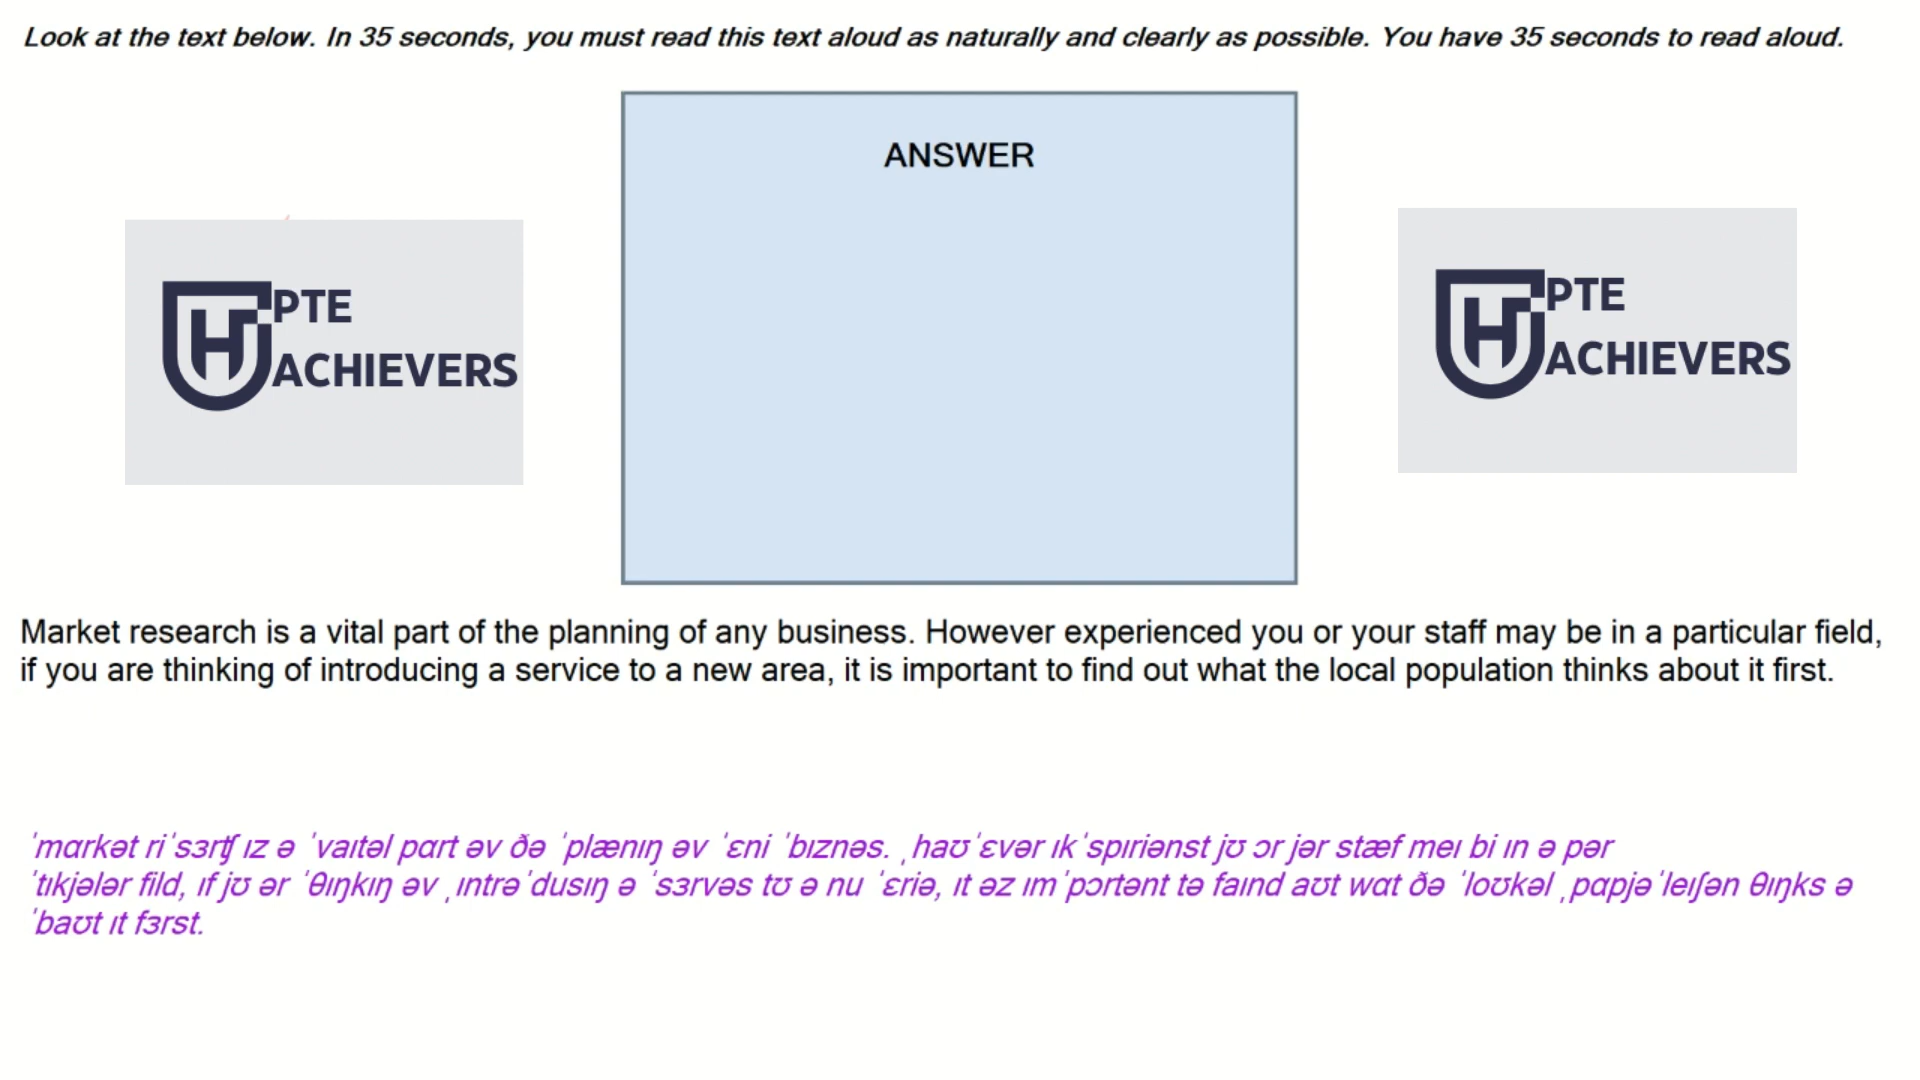 Look at the text below. In 35 seconds, you must read this text aloud as naturally and clearly as possible. You have 35 seconds to read aloud.
ANSWER
PTE
ACHIEVERS
PTE
ACHIEVERS
Market research is a vital part of the planning of any business. However experienced you or your staff may be in a particular field,
if you are thinking of introducing a service to a new area, it is important to find out what the local population thinks about it first.
ˈmɑrkət riˈsɜrʧ ɪz ə ˈvaɪtəl pɑrt əv ðə ˈplænɪŋ əv ˈɛni ˈbɪznəs. ˌhaʊˈɛvər ɪkˈspɪriənst jʊ ɔr jər stæf meɪ bi ɪn ə pər
ˈtɪkjələr fild, ɪf jʊ ər ˈθɪŋkɪŋ əv ˌɪntrəˈdusɪŋ ə ˈsɜrvəs tʊ ə nu ˈɛriə, ɪt əz ɪmˈpɔrtənt tə faɪnd aʊt wɑt ðə ˈloʊkəl ˌpɑpjəˈleɪʃən θɪŋks ə
ˈbaʊt ɪt fɜrst.